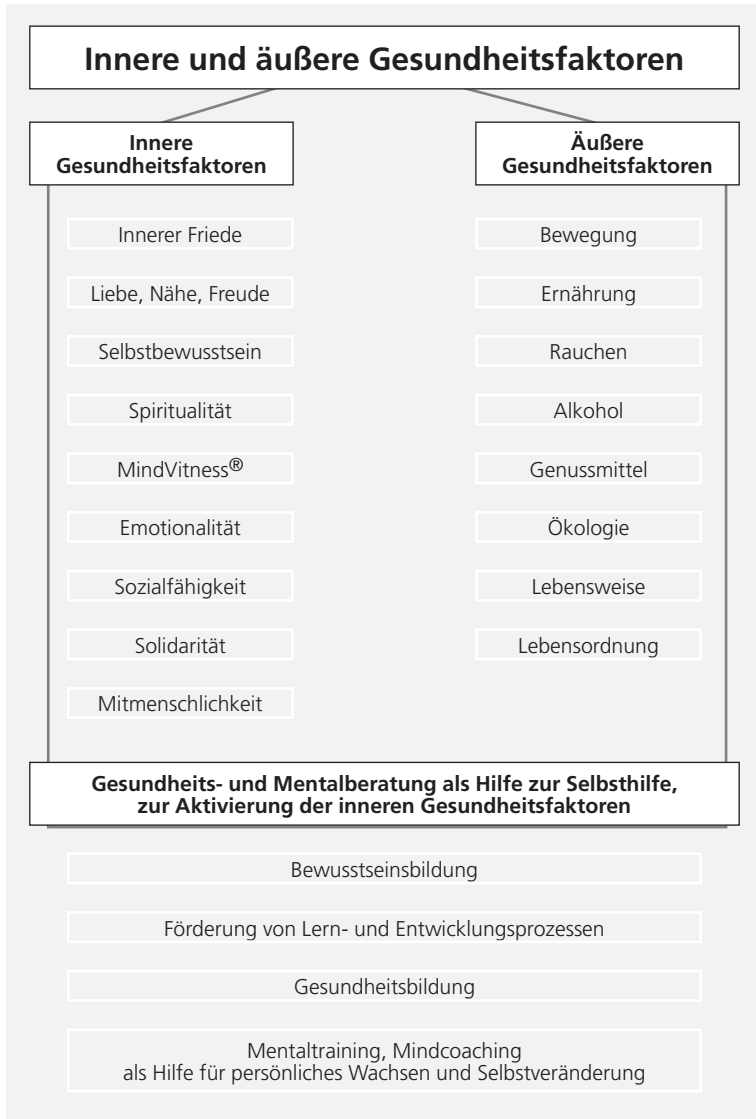 Innere und äußere Gesundheitsfaktoren
Innere
Gesundheitsfaktoren
Innerer Friede
Liebe, Nähe, Freude
Selbstbewusstsein
Spiritualität
MindVitness®
Emotionalität
Sozialfähigkeit
Solidarität
Mitmenschlichkeit
Äußere
Gesundheitsfaktoren
Bewegung
Ernährung
Rauchen
Alkohol
Genussmittel
Ökologie
Lebensweise
Lebensordnung
Gesundheits- und Mentalberatung als Hilfe zur Selbsthilfe,
zur Aktivierung der inneren Gesundheitsfaktoren
Bewusstseinsbildung
Förderung von Lern- und Entwicklungsprozessen
Gesundheitsbildung
Mentaltraining, Mindcoaching
als Hilfe für persönliches Wachsen und Selbstveränderung